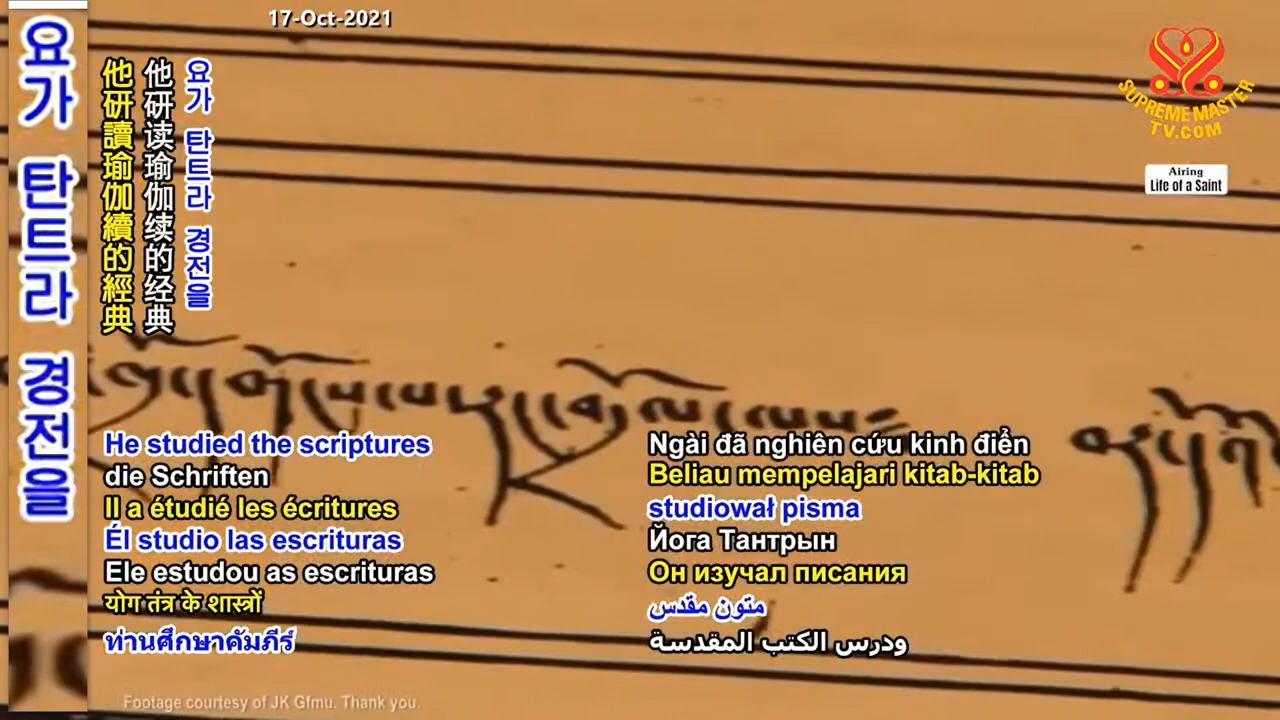 17-Oct-2021
요가 탄트라 경전을
他研讀瑜伽續的經典
他研读瑜伽续的经典
요가 탄트라 경전을
SUPREME MASTER
TV.COM
Airing
Life of a Saint
He studied the scriptures
die Schriften
Il a étudié les écritures
Él studio las escrituras
Ele estudou as escrituras
योग तंत्र के शास्त्रों
ท่านศึกษาคัมภีร์
Ngài đã nghiên cứu kinh điển
Beliau mempelajari kitab-kitab
studiował pisma
Йога Тантрын
Он изучал писания
متون مقدس
ودرس الكتب المقدسة
Footage courtesy of JK Gfmu. Thank you.